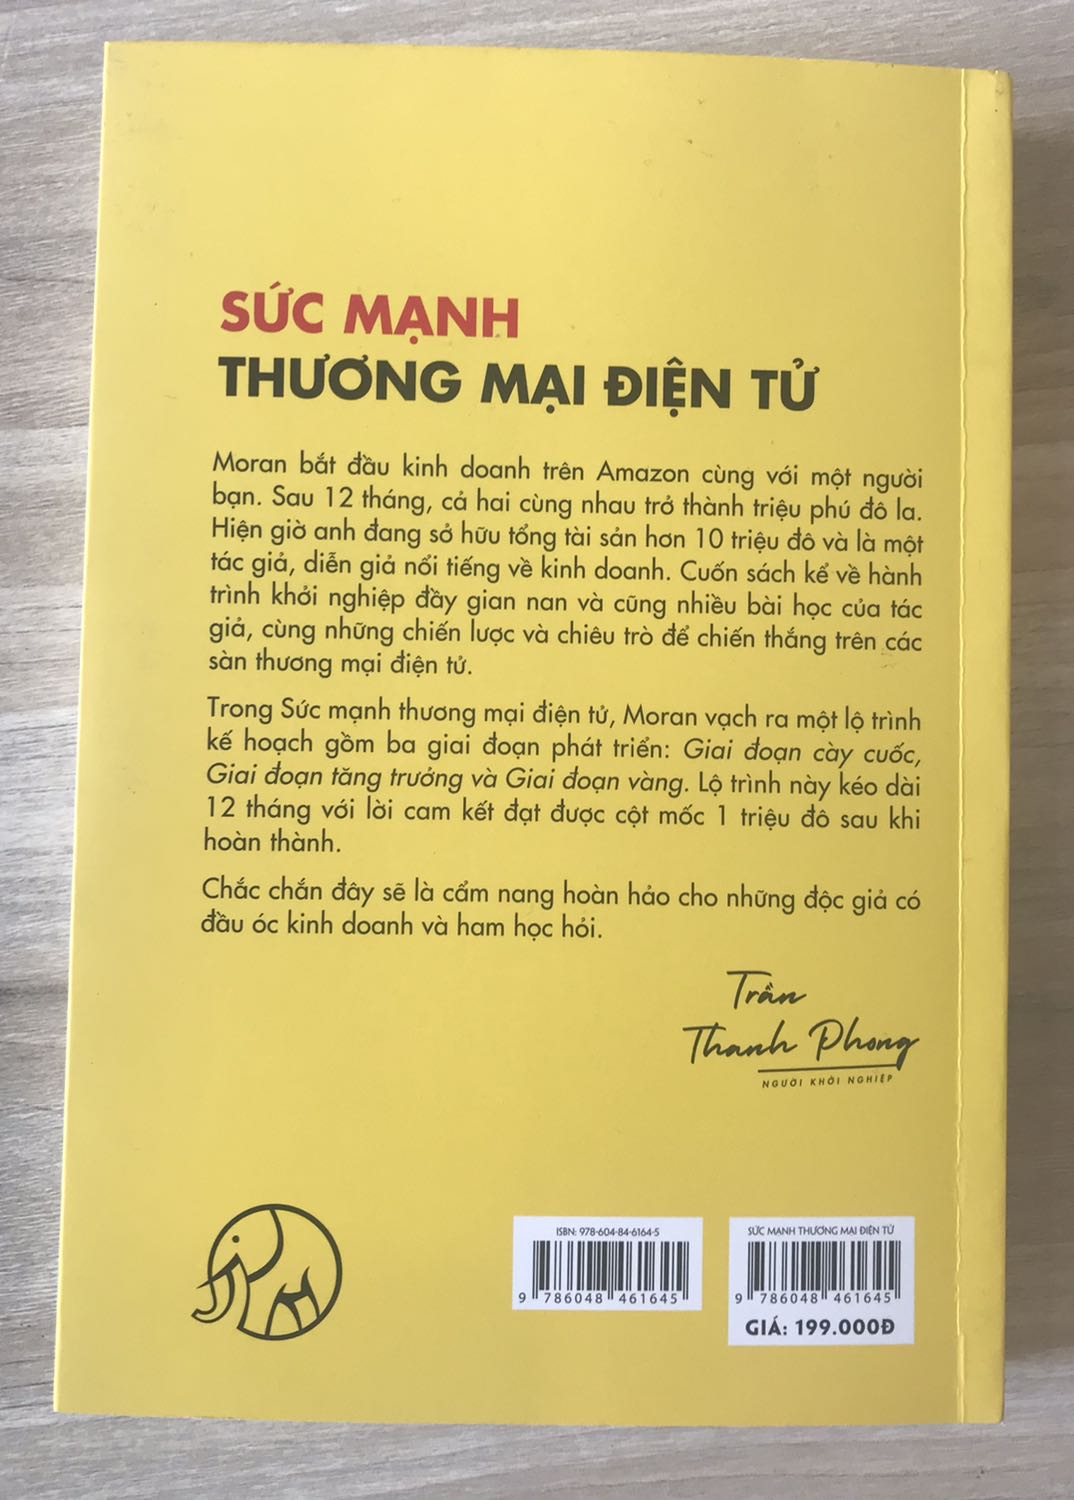 SỨC MẠNH
THƯƠNG MẠI ĐIỆN TỬ
Moran bắt đầu kinh doanh trên Amazon cùng với một người
bạn. Sau 12 tháng, cả hai cùng nhau trở thành triệu phú đô la.
Hiện giờ anh đang sở hữu tổng tài sản hơn 10 triệu đô và là một
tác giả, diễn giả nổi tiếng về kinh doanh. Cuốn sách kể về hành
trình khởi nghiệp đầy gian nan và cũng nhiều bài học của tác
giả, cùng những chiến lược và chiêu trò để chiến thắng trên các
sàn thương mại điện tử.
Trong Sức mạnh thương mại điện tử, Moran vạch ra một lộ trình
kế hoạch gồm ba giai đoạn phát triển: Giai đoạn cày cuốc,
Giai đoạn tăng trưởng và Giai đoạn vàng. Lộ trình này kéo dài
12 tháng với lời cam kết đạt được cột mốc 1 triệu đô sau khi
hoàn thành.
Chắc chắn đây sẽ là cẩm nang hoàn hảo cho những độc giả có
đầu óc kinh doanh và ham học hỏi.
Trần
Thanh Phong
NGƯỜI KHỞI NGHIỆP
ISBN: 978-604-84-6164-5
9 786048 461645
SỨC MẠNH THƯƠNG MẠI ĐIỆN TỬ
9 786048 461645
GIÁ: 199.000Đ